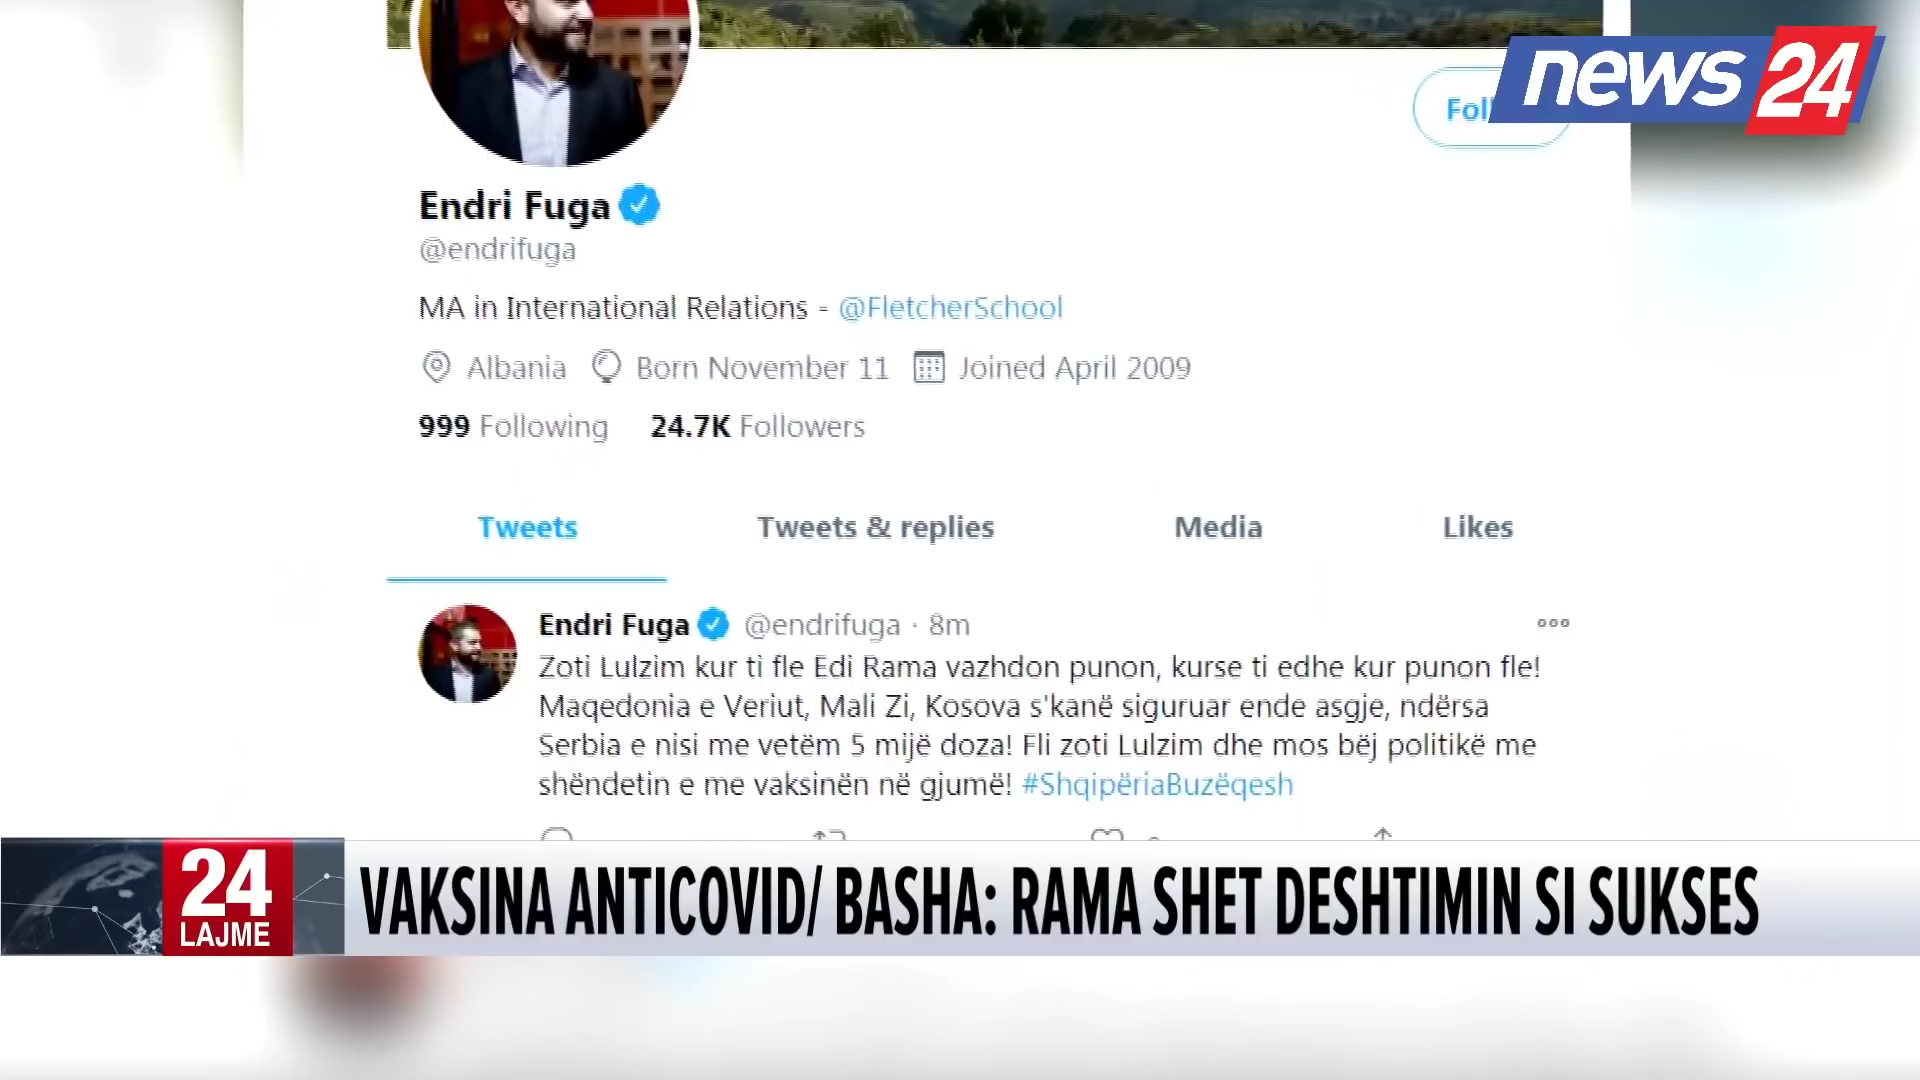 news 24
Endri Fuga
@endrifuga
MA in International Relations - @FletcherSchool
Albania Born November 11 Joined April 2009
999 Following 24.7K Followers
Tweets Tweets & replies Media Likes
Endri Fuga @endrifuga · 8m
Zoti Lulzim kur ti fle Edi Rama vazhdon punon, kurse ti edhe kur punon fle!
Maqedonia e Veriut, Mali Zi, Kosova s'kanë siguruar ende asgje, ndërsa
Serbia e nisi me vetëm 5 mijë doza! Fli zoti Lulzim dhe mos bëj politikë me
shëndetin e me vaksinën në gjumë! #ShqipëriaBuzëqesh
24
LAJME
VAKSINA ANTICOVID/ BASHA: RAMA SHET DESHTIMIN SI SUKSES